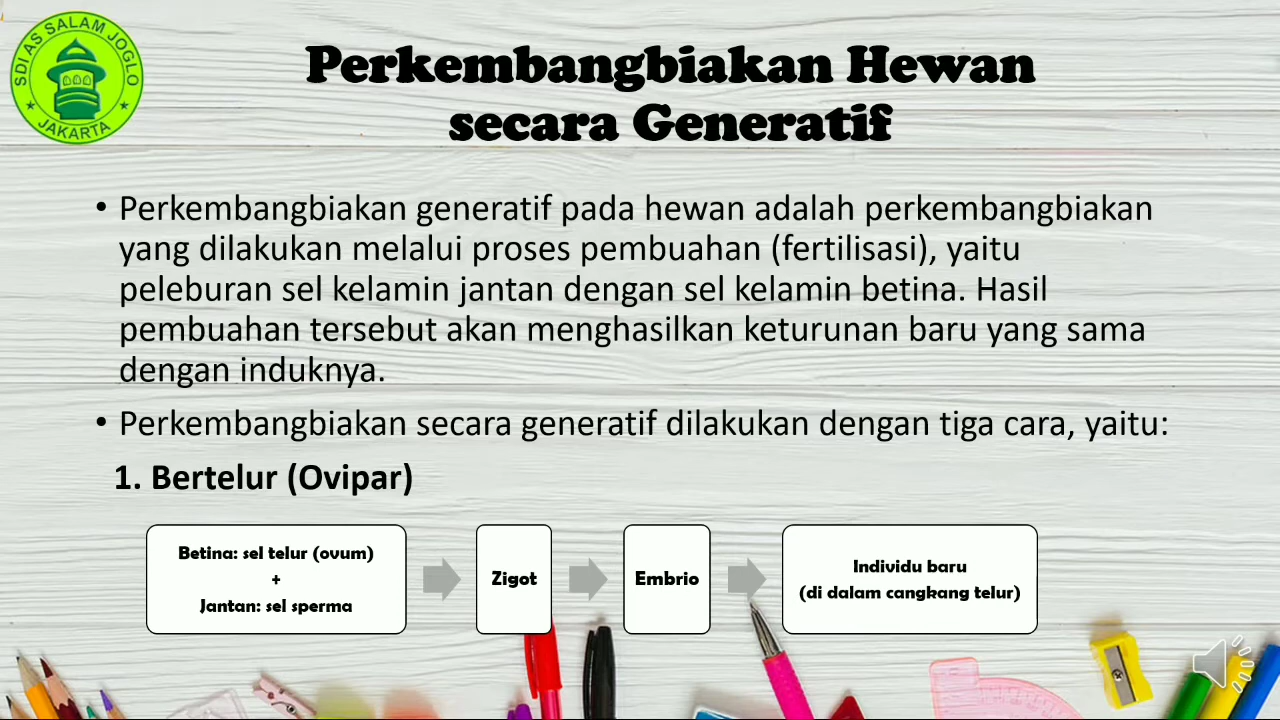 SDI AS SALAM JOGLO
JAKARTA
Perkembangbiakan Hewan
secara Generatif
• Perkembangbiakan generatif pada hewan adalah perkembangbiakan
yang dilakukan melalui proses pembuahan (fertilisasi), yaitu
peleburan sel kelamin jantan dengan sel kelamin betina. Hasil
pembuahan tersebut akan menghasilkan keturunan baru yang sama
dengan induknya.
• Perkembangbiakan secara generatif dilakukan dengan tiga cara, yaitu:
1. Bertelur (Ovipar)
Betina: sel telur (ovum)
+
Jantan: sel sperma
Zigot
Embrio
Individu baru
(di dalam cangkang telur)